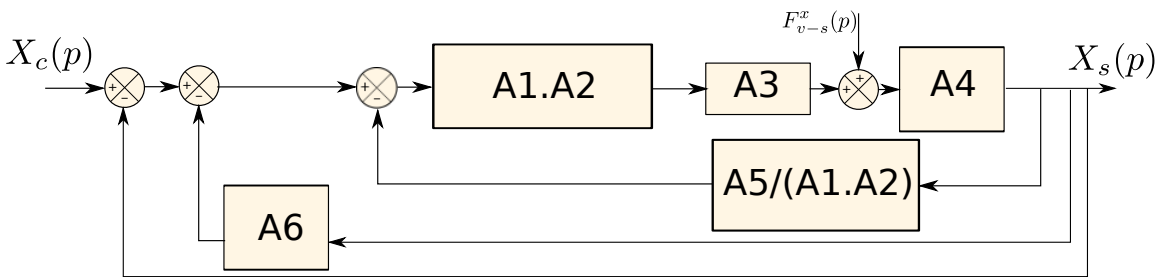 F^x_{v-s}(p)
X_c(p)
X_s(p)
+
-
+
-
+
-
A1.A2
A3
+
+
A4
A5/(A1.A2)
A6